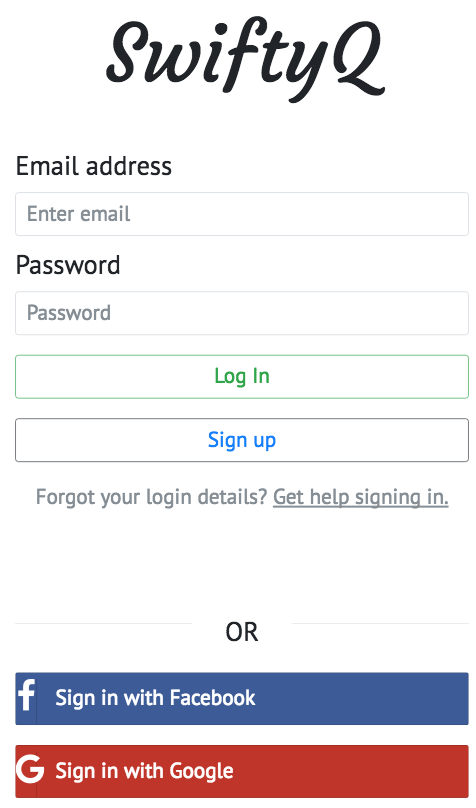 SwiftyQ
Email address
Enter email
Password
Password
Log In
Sign up
Forgot your login details? Get help signing in.
OR
f Sign in with Facebook
G Sign in with Google